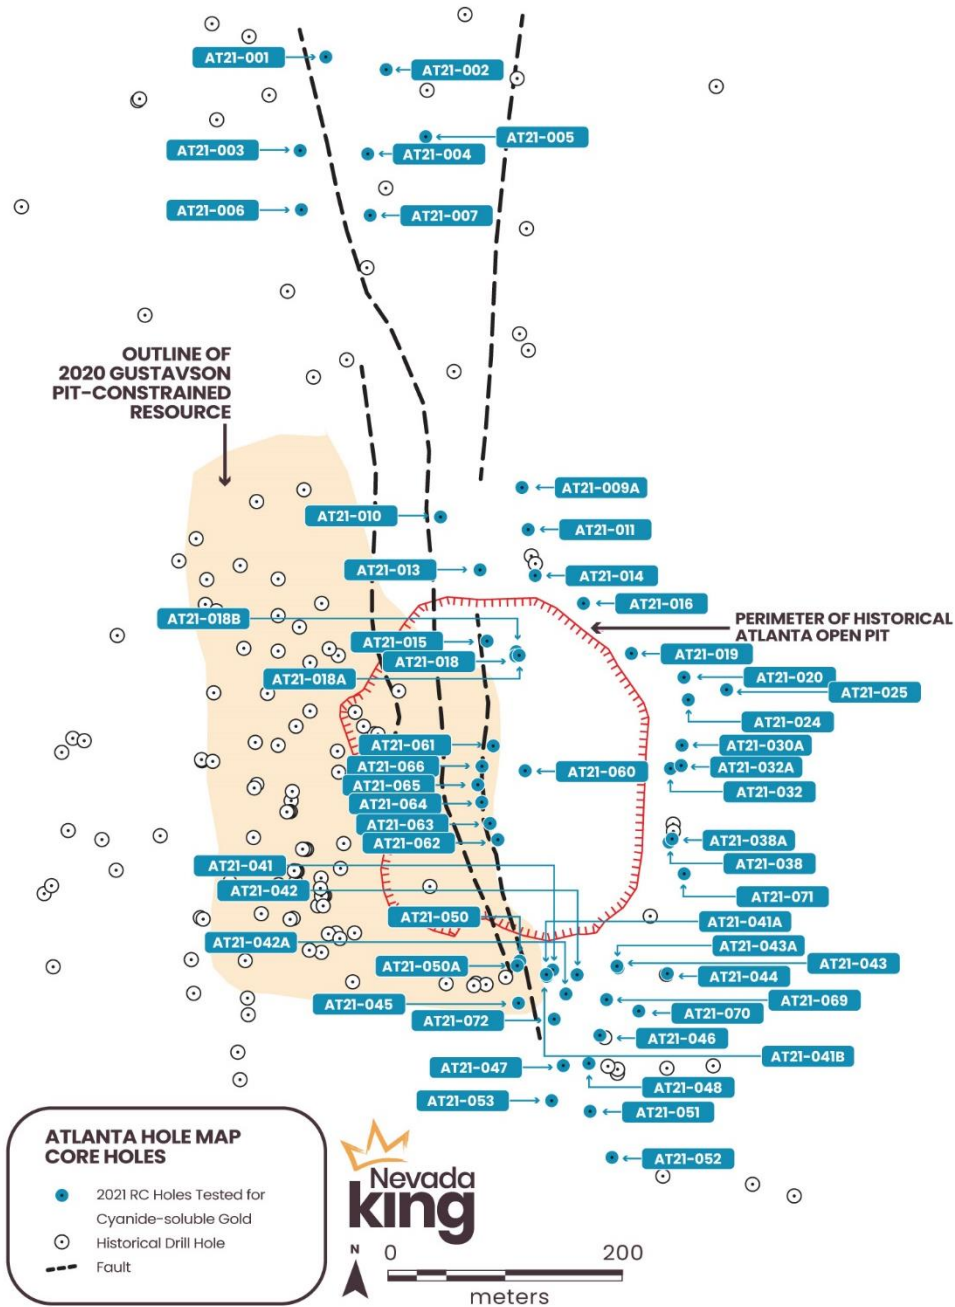 AT21-001
AT21-002
AT21-005
AT21-003
AT21-004
AT21-006
AT21-007
OUTLINE OF
2020 GUSTAVSON
PIT-CONSTRAINED
RESOURCE
AT21-009A
AT21-010
AT21-011
AT21-013
AT21-014
AT21-016
AT21-018B
PERIMETER OF HISTORICAL
ATLANTA OPEN PIT
AT21-015
AT21-018
AT21-019
AT21-018A
AT21-020
AT21-025
AT21-024
AT21-061
AT21-030A
AT21-066
AT21-060
AT21-032A
AT21-065
AT21-032
AT21-064
AT21-063
AT21-062
AT21-038A
AT21-041
AT21-038
AT21-042
AT21-071
AT21-050
AT21-041A
AT21-042A
AT21-043A
AT21-050A
AT21-043
AT21-044
AT21-045
AT21-069
AT21-072
AT21-070
AT21-046
AT21-041B
AT21-047
AT21-048
AT21-053
AT21-051
AT21-052
ATLANTA HOLE MAP
CORE HOLES
2021 RC Holes Tested for
Cyanide-soluble Gold
Historical Drill Hole
Fault
Nevada
king
N
0 200
meters